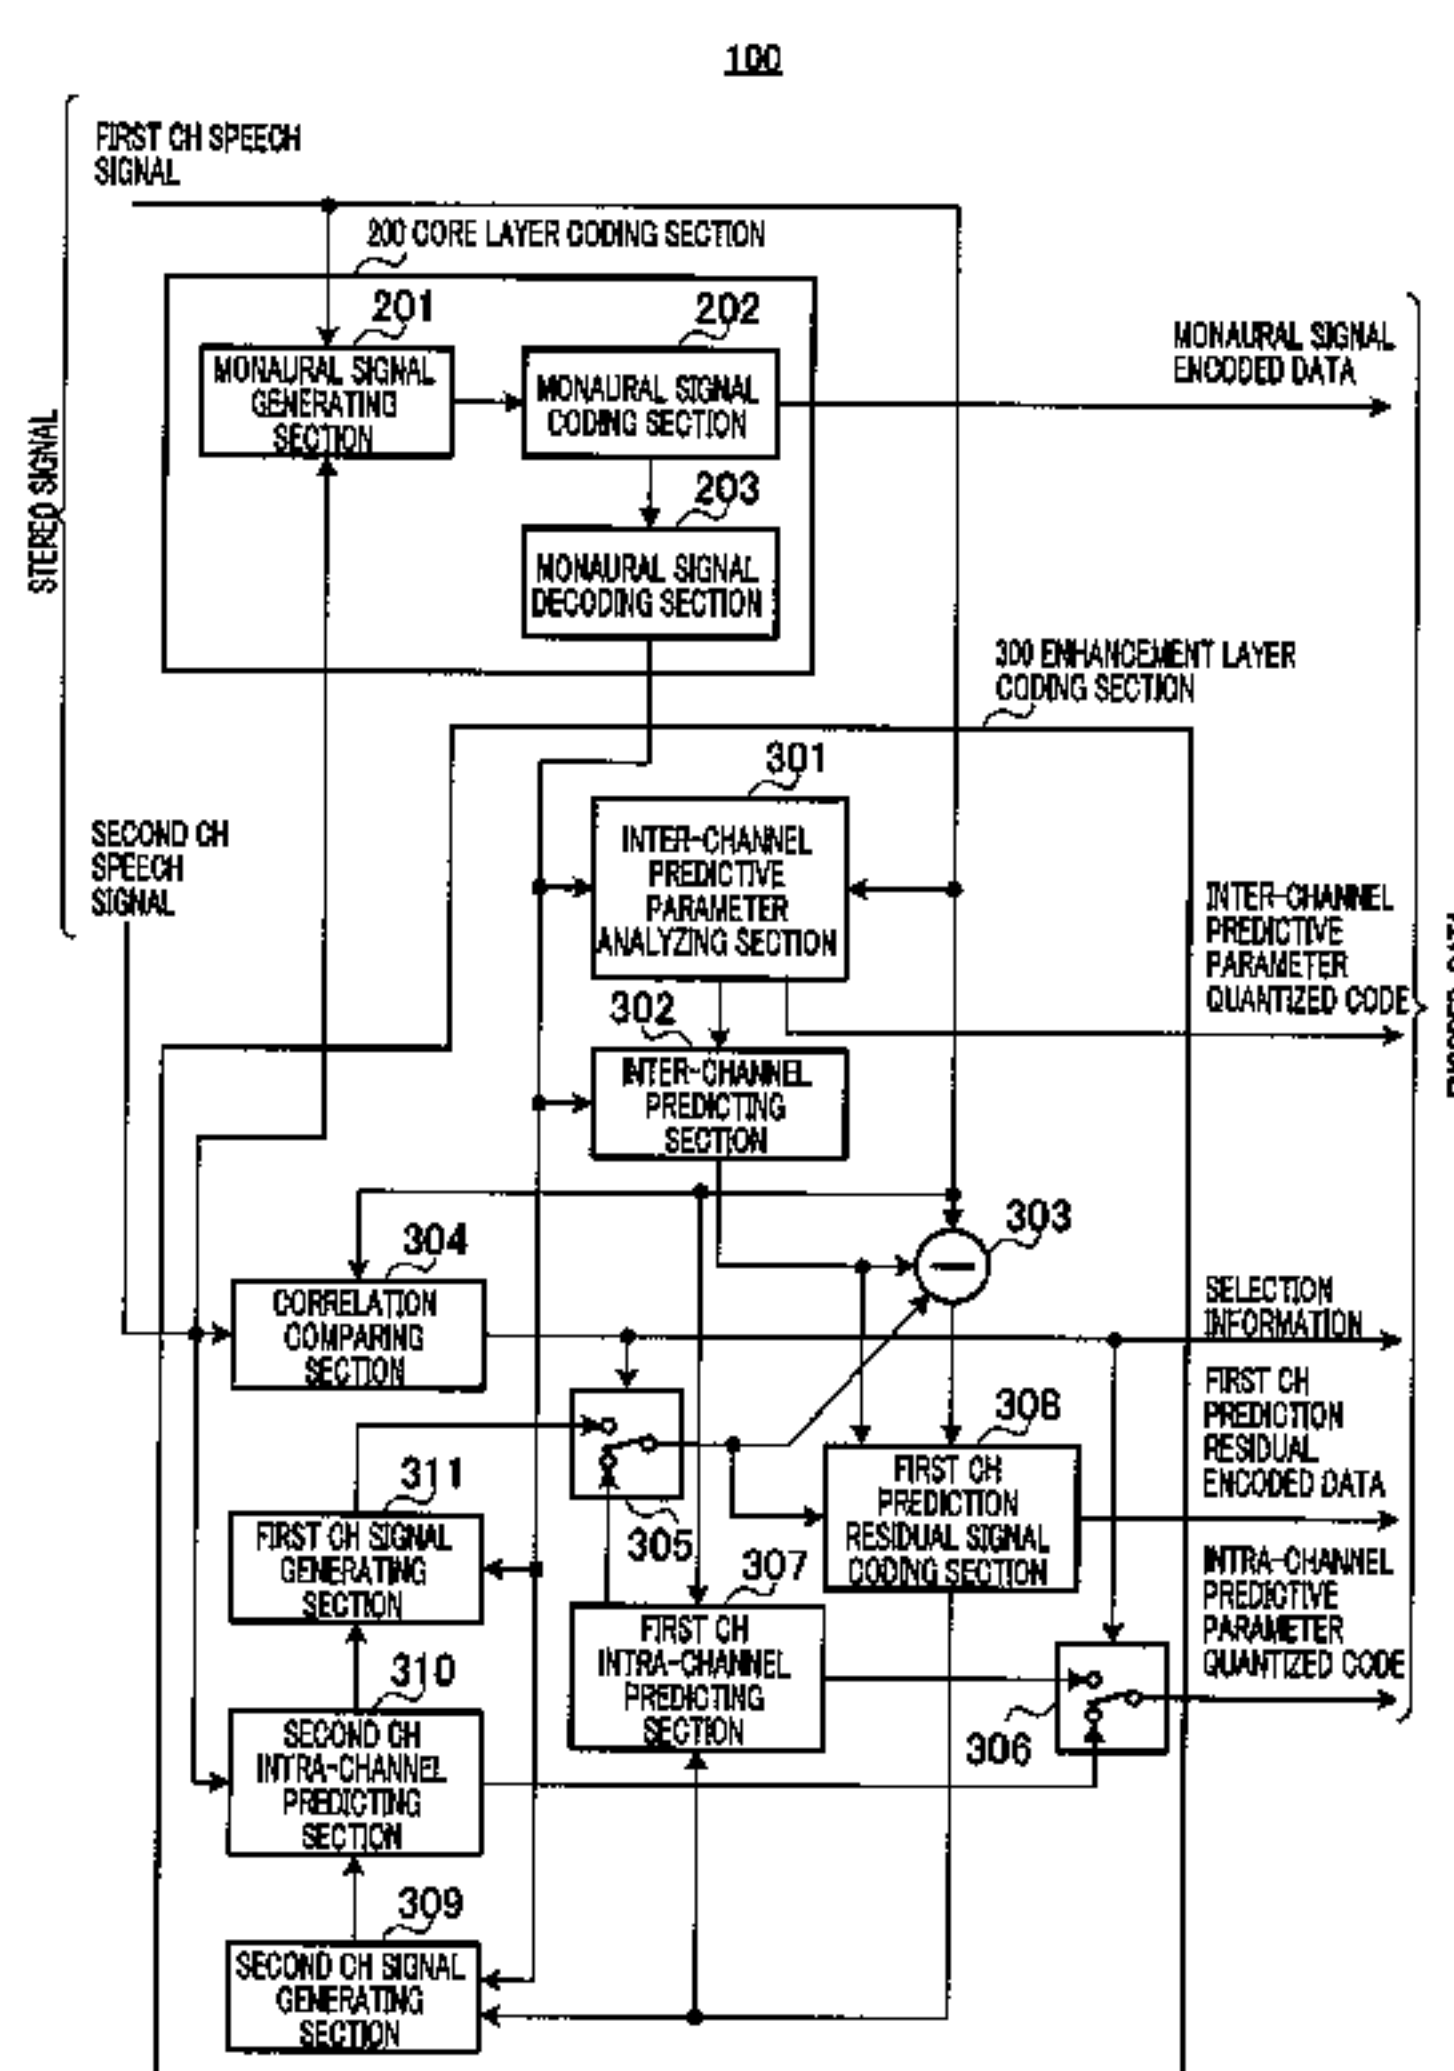 100
FIRST CH SPEECH
SIGNAL
200 CORE LAYER CODING SECTION
201
202
MONAURAL SIGNAL
GENERATING
SECTION
MONAURAL SIGNAL
CODING SECTION
MONAURAL SIGNAL
ENCODED DATA
STEREO SIGNAL
203
MONAURAL SIGNAL
DECODING SECTION
300 ENHANCEMENT LAYER
CODING SECTION
301
SECOND CH
SPEECH
SIGNAL
INTER-CHANNEL
PREDICTIVE
PARAMETER
ANALYZING SECTION
INTER-CHANNEL
PREDICTIVE
PARAMETER
QUANTIZED CODE
302
INTER-CHANNEL
PREDICTING
SECTION
303
304
CORRELATION
COMPARING
SECTION
SELECTION
INFORMATION
305
308
FIRST CH
PREDICTION
RESIDUAL SIGNAL
CODING SECTION
FIRST CH
PREDICTION
RESIDUAL
ENCODED DATA
311
FIRST CH SIGNAL
GENERATING
SECTION
307
FIRST CH
INTRA-CHANNEL
PREDICTING
SECTION
INTRA-CHANNEL
PREDICTIVE
PARAMETER
QUANTIZED CODE
306
310
SECOND CH
INTRA-CHANNEL
PREDICTING
SECTION
309
SECOND CH SIGNAL
GENERATING
SECTION